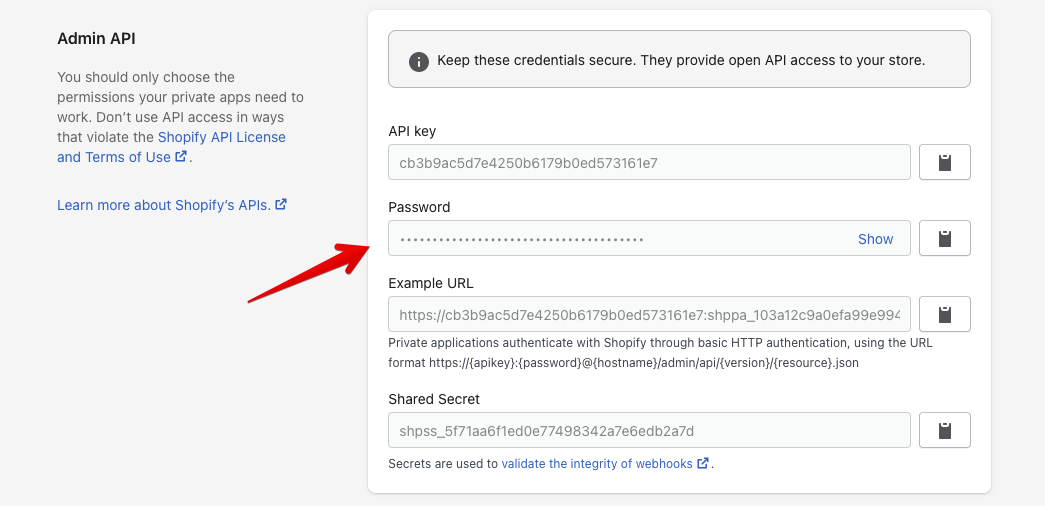 Admin API
You should only choose the
permissions your private apps need to
work. Don’t use API access in ways
that violate the Shopify API License
and Terms of Use.
Learn more about Shopify’s APIs.
Keep these credentials secure. They provide open API access to your store.
API key
cb3b9ac5d7e4250b6179b0ed573161e7
Password
••••••••••••••••••••••••••••••••••••••
Show
Example URL
https://cb3b9ac5d7e4250b6179b0ed573161e7:shppa_103a12c9a0efa99e994
Private applications authenticate with Shopify through basic HTTP authentication, using the URL
format https://{apikey}:{password}@{hostname}/admin/api/{version}/{resource}.json
Shared Secret
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
Secrets are used to validate the integrity of webhooks.